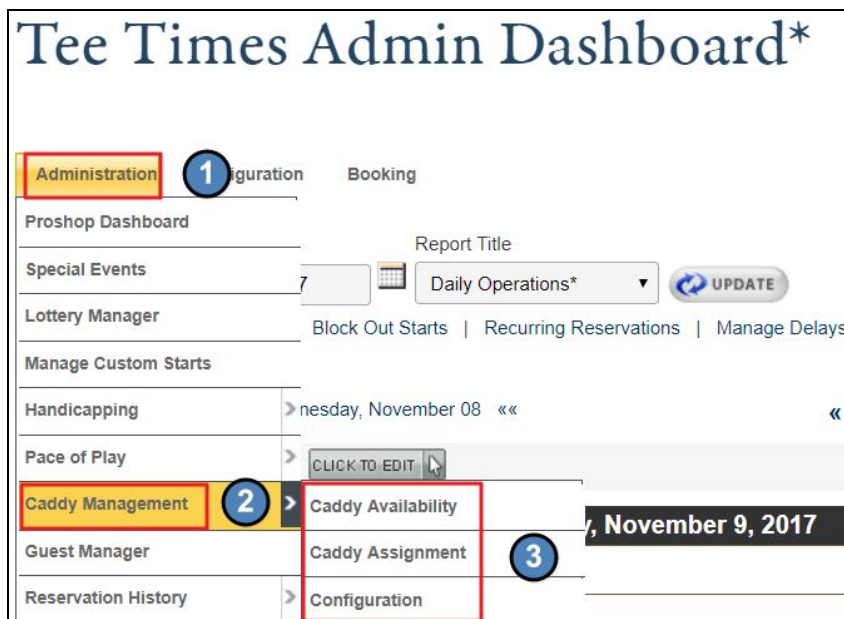 Tee Times Admin Dashboard*
Administration 1 iguration Booking
Proshop Dashboard
Report Title
Special Events
7 Daily Operations* UPDATE
Lottery Manager
Block Out Starts | Recurring Reservations | Manage Delays
Manage Custom Starts
Handicapping
nesday, November 08 «« «
Pace of Play
CLICK TO EDIT
Caddy Management 2
Caddy Availability
y, November 9, 2017
Guest Manager
Caddy Assignment 3
Reservation History
Configuration